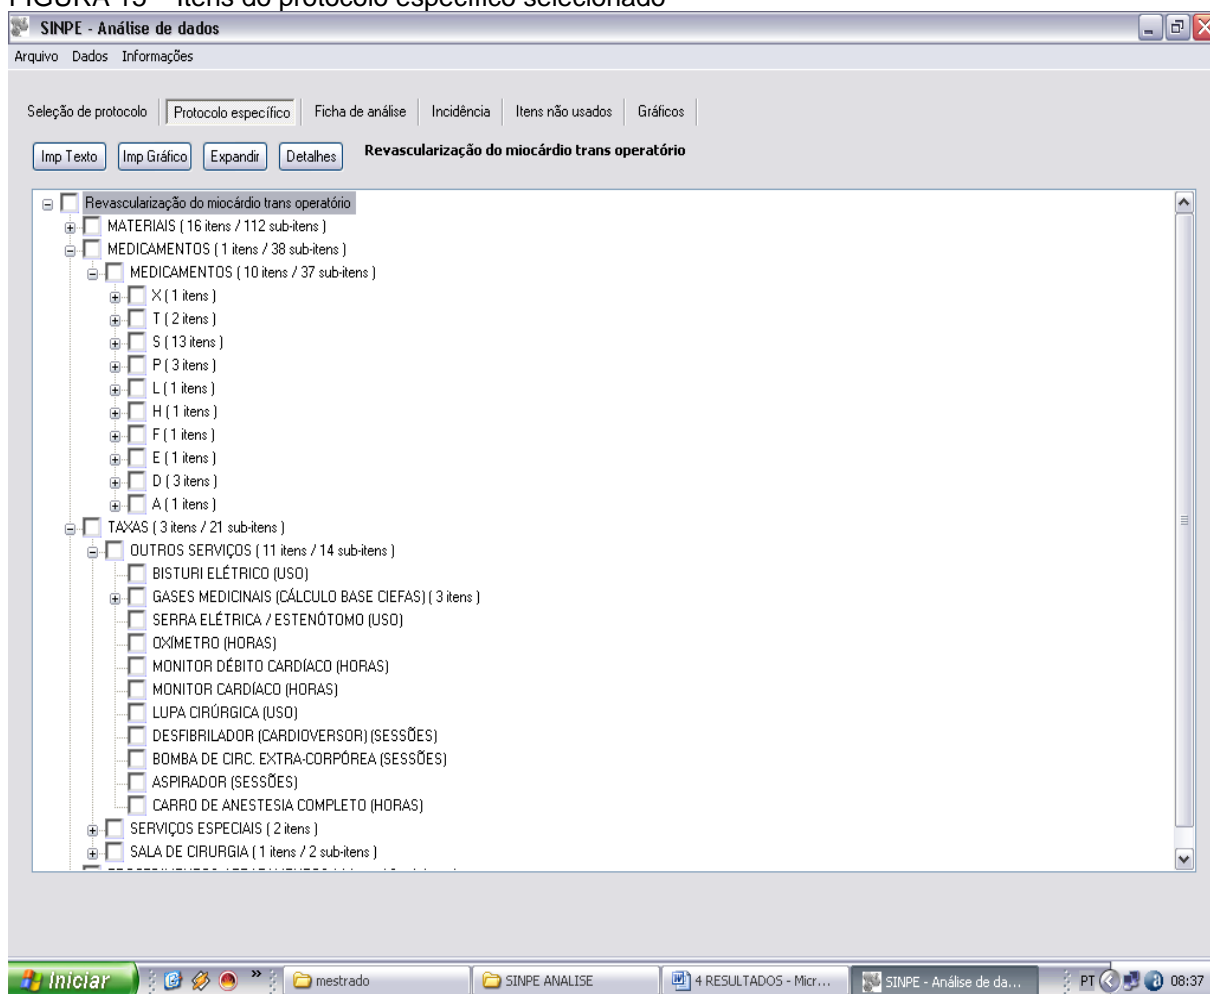 FIGURA 15 – Itens do protocolo específico selecionado
SINPE - Análise de dados
Arquivo Dados Informações
Seleção de protocolo Protocolo específico Ficha de análise Incidência Itens não usados Gráficos
Imp Texto Imp Gráfico Expandir Detalhes Revascularização do miocárdio trans operatório
Revascularização do miocárdio trans operatório
MATERIAIS ( 16 itens / 112 sub-itens )
MEDICAMENTOS ( 1 itens / 38 sub-itens )
MEDICAMENTOS ( 10 itens / 37 sub-itens )
X ( 1 itens )
T ( 2 itens )
S ( 13 itens )
P ( 3 itens )
L ( 1 itens )
H ( 1 itens )
F ( 1 itens )
E ( 1 itens )
D ( 3 itens )
A ( 1 itens )
TAXAS ( 3 itens / 21 sub-itens )
OUTROS SERVIÇOS ( 11 itens / 14 sub-itens )
BISTURI ELÉTRICO (USO)
GASES MEDICINAIS (CÁLCULO BASE CIEFAS) ( 3 itens )
SERRA ELÉTRICA / ESTENÓTOMO (USO)
OXÍMETRO (HORAS)
MONITOR DÉBITO CARDÍACO (HORAS)
MONITOR CARDÍACO (HORAS)
LUPA CIRÚRGICA (USO)
DESFIBRILADOR (CARDIOVERSOR) (SESSÕES)
BOMBA DE CIRC. EXTRA-CORPÓREA (SESSÕES)
ASPIRADOR (SESSÕES)
CARRO DE ANESTESIA COMPLETO (HORAS)
SERVIÇOS ESPECIAIS ( 2 itens )
SALA DE CIRURGIA ( 1 itens / 2 sub-itens )
Iniciar » mestrado SINPE ANALISE 4 RESULTADOS - Micr... SINPE - Análise de da... PT 08:37